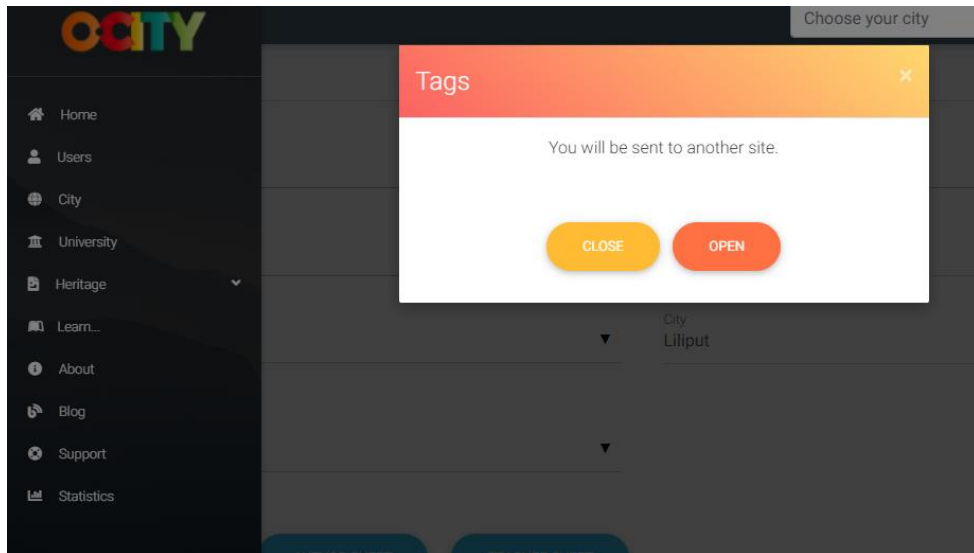 OCITY
Choose your city
Tags
×
You will be sent to another site.
CLOSE
OPEN
Home
Users
City
University
Heritage
Learn...
About
Blog
Support
Statistics
City
Liliput